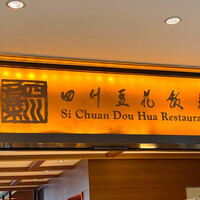 四川豆花飯
Si Chuan Dou Hua Restaura